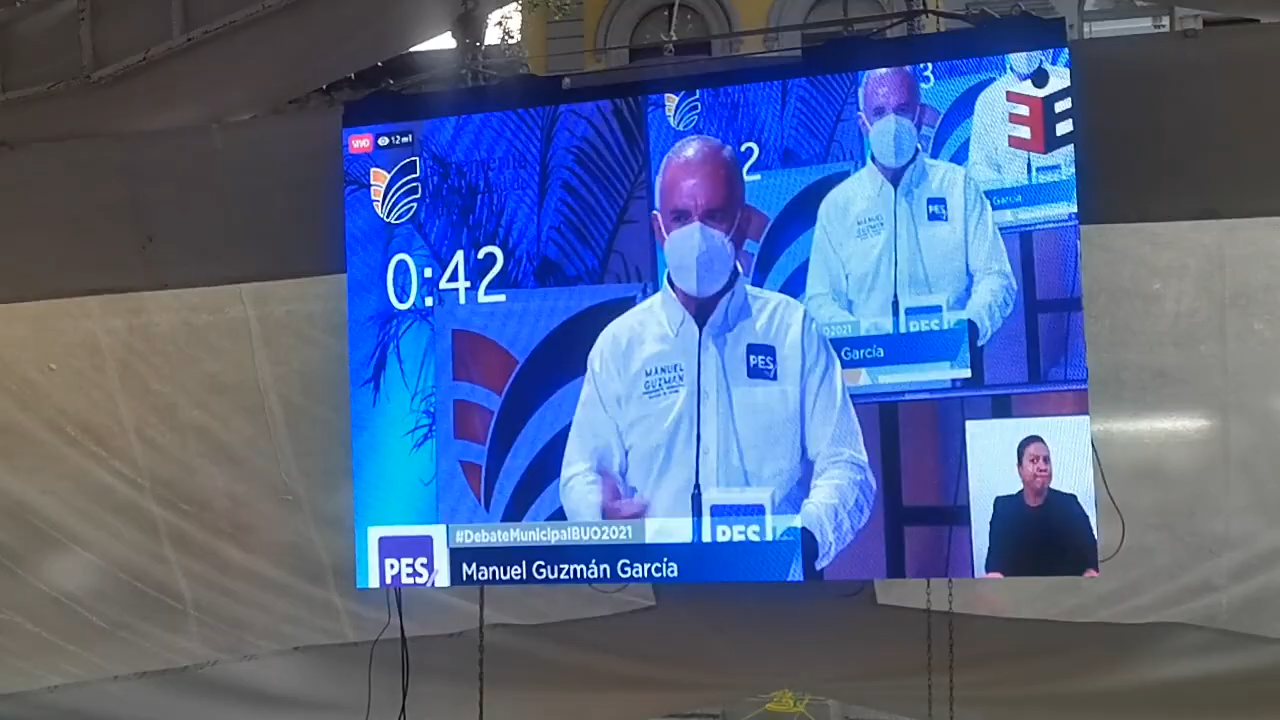 VIVO
12 mil
0:42
2
3
MANUEL
GUZMÁN
PES
MANUEL
GUZMÁN
PES
PES
García
PES
#DebateMunicipalBUO2021
PES
Manuel Guzmán García